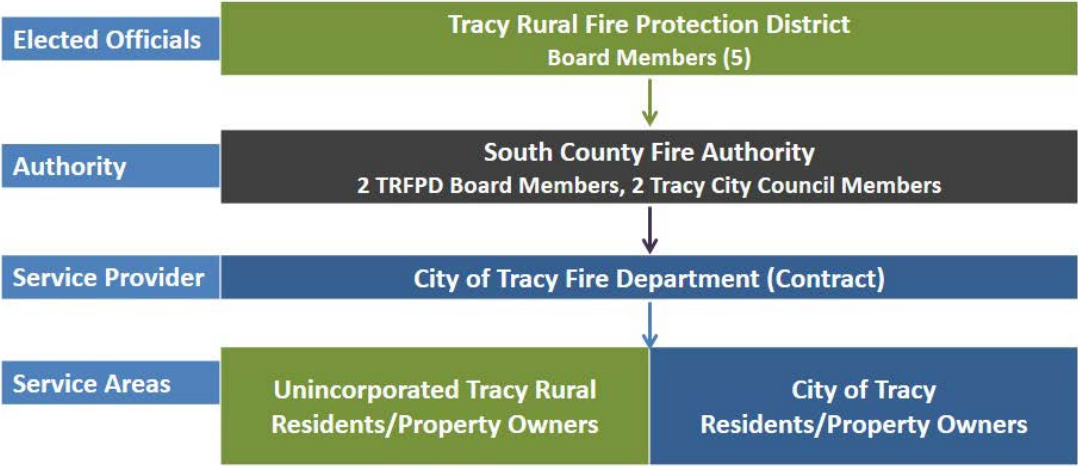 Elected Officials
Tracy Rural Fire Protection District
Board Members (5)
Authority
South County Fire Authority
2 TRFPD Board Members, 2 Tracy City Council Members
Service Provider
City of Tracy Fire Department (Contract)
Service Areas
Unincorporated Tracy Rural
Residents/Property Owners
City of Tracy
Residents/Property Owners